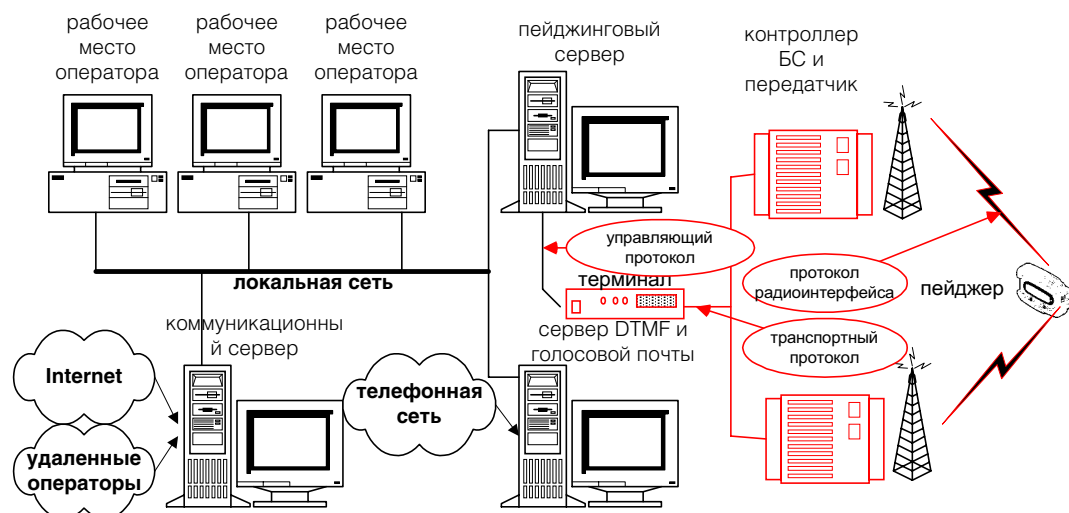 рабочее
место
оператора
рабочее
место
оператора
рабочее
место
оператора
пейджинговый
сервер
контроллер
БС и
передатчик
управляющий
протокол
терминал
протокол
радиоинтерфейса
пейджер
локальная сеть
коммуникационны
й сервер
сервер DTMF и
голосовой почты
транспортный
протокол
Internet
телефонная
сеть
удаленные
операторы